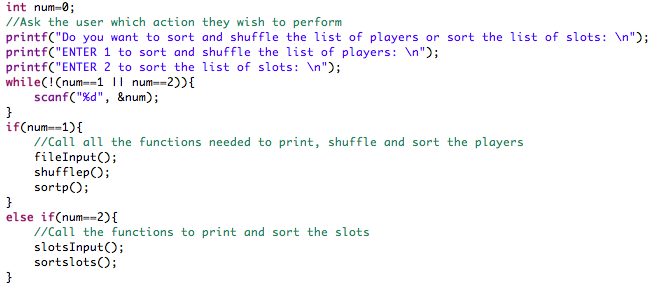 int num=0;
//Ask the user which action they wish to perform
printf("Do you want to sort and shuffle the list of players or sort the list of slots: \n");
printf("ENTER 1 to sort and shuffle the list of players: \n");
printf("ENTER 2 to sort the list of slots: \n");
while(!(num==1 || num==2)){
    scanf("%d", &num);
}
if(num==1){
    //Call all the functions needed to print, shuffle and sort the players
    fileInput();
    shufflep();
    sortp();
}
else if(num==2){
    //Call the functions to print and sort the slots
    slotsInput();
    sortslots();
}